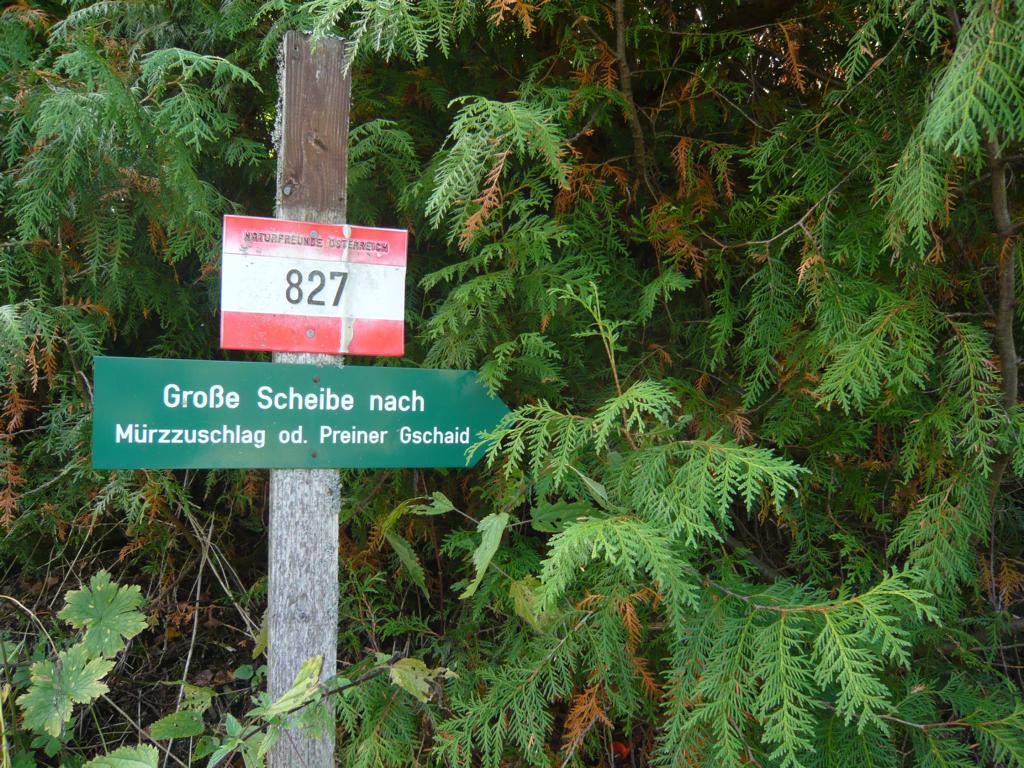 NATURFREUNDE ÖSTERREICH
827
Große Scheibe nach
Mürzzuschlag od. Preiner Gschaid